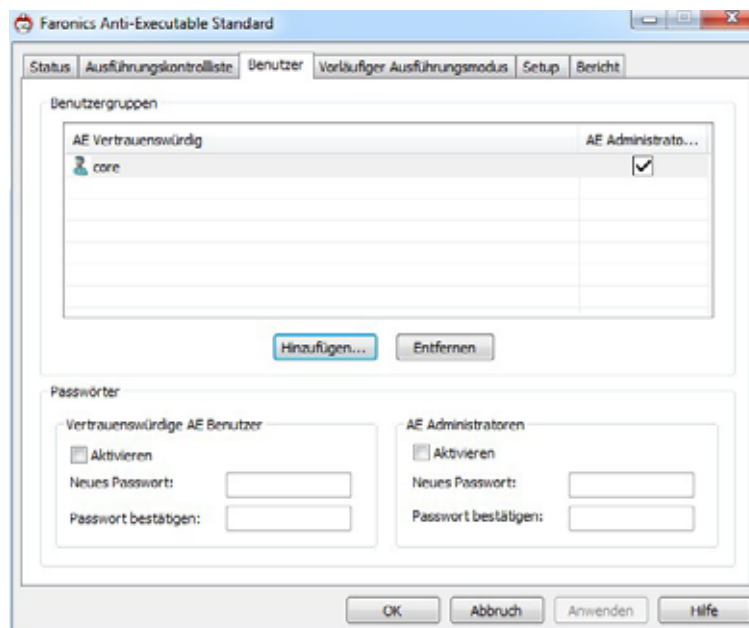 Faronics Anti-Executable Standard
Status Ausführungskontrolliste Benutzer Vorläufiger Ausführungsmodus Setup Bericht
Benutzergruppen
AE Vertrauenswürdig AE Administrato...
core
Hinzufügen... Entfernen
Passwörter
Vertrauenswürdige AE Benutzer AE Administratoren
Aktivieren Aktivieren
Neues Passwort: Neues Passwort:
Passwort bestätigen: Passwort bestätigen:
OK Abbruch Anwenden Hilfe